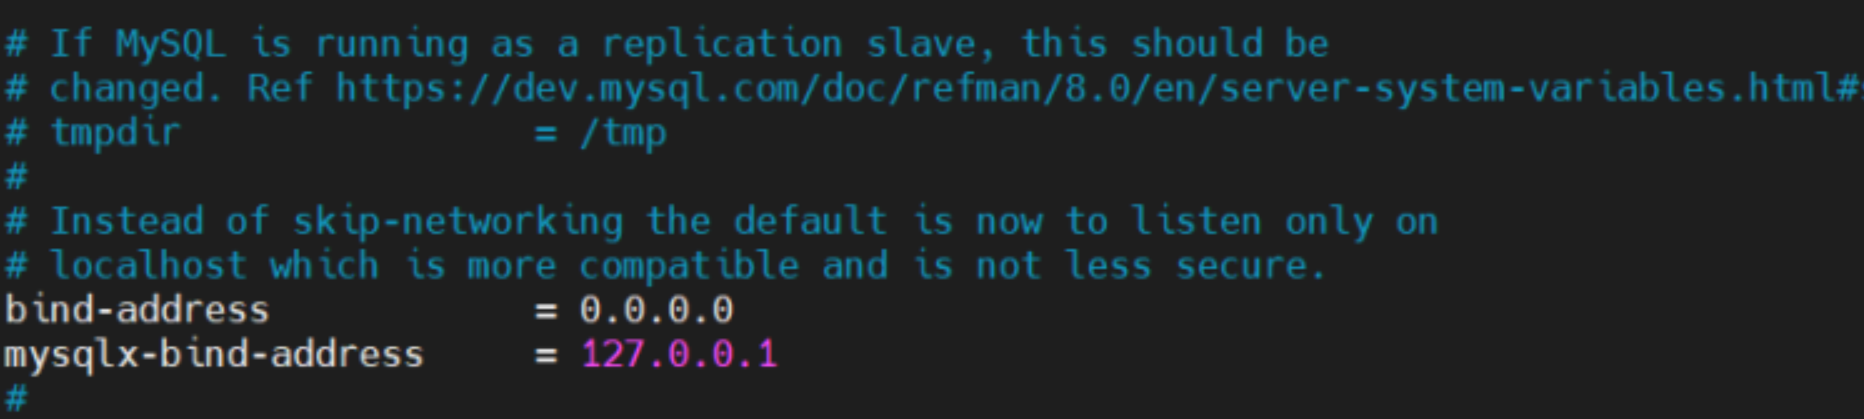 # If MySQL is running as a replication slave, this should be
# changed. Ref https://dev.mysql.com/doc/refman/8.0/en/server-system-variables.html#
# tmpdir = /tmp
#
# Instead of skip-networking the default is now to listen only on
# localhost which is more compatible and is not less secure.
bind-address = 0.0.0.0
mysqlx-bind-address = 127.0.0.1
#